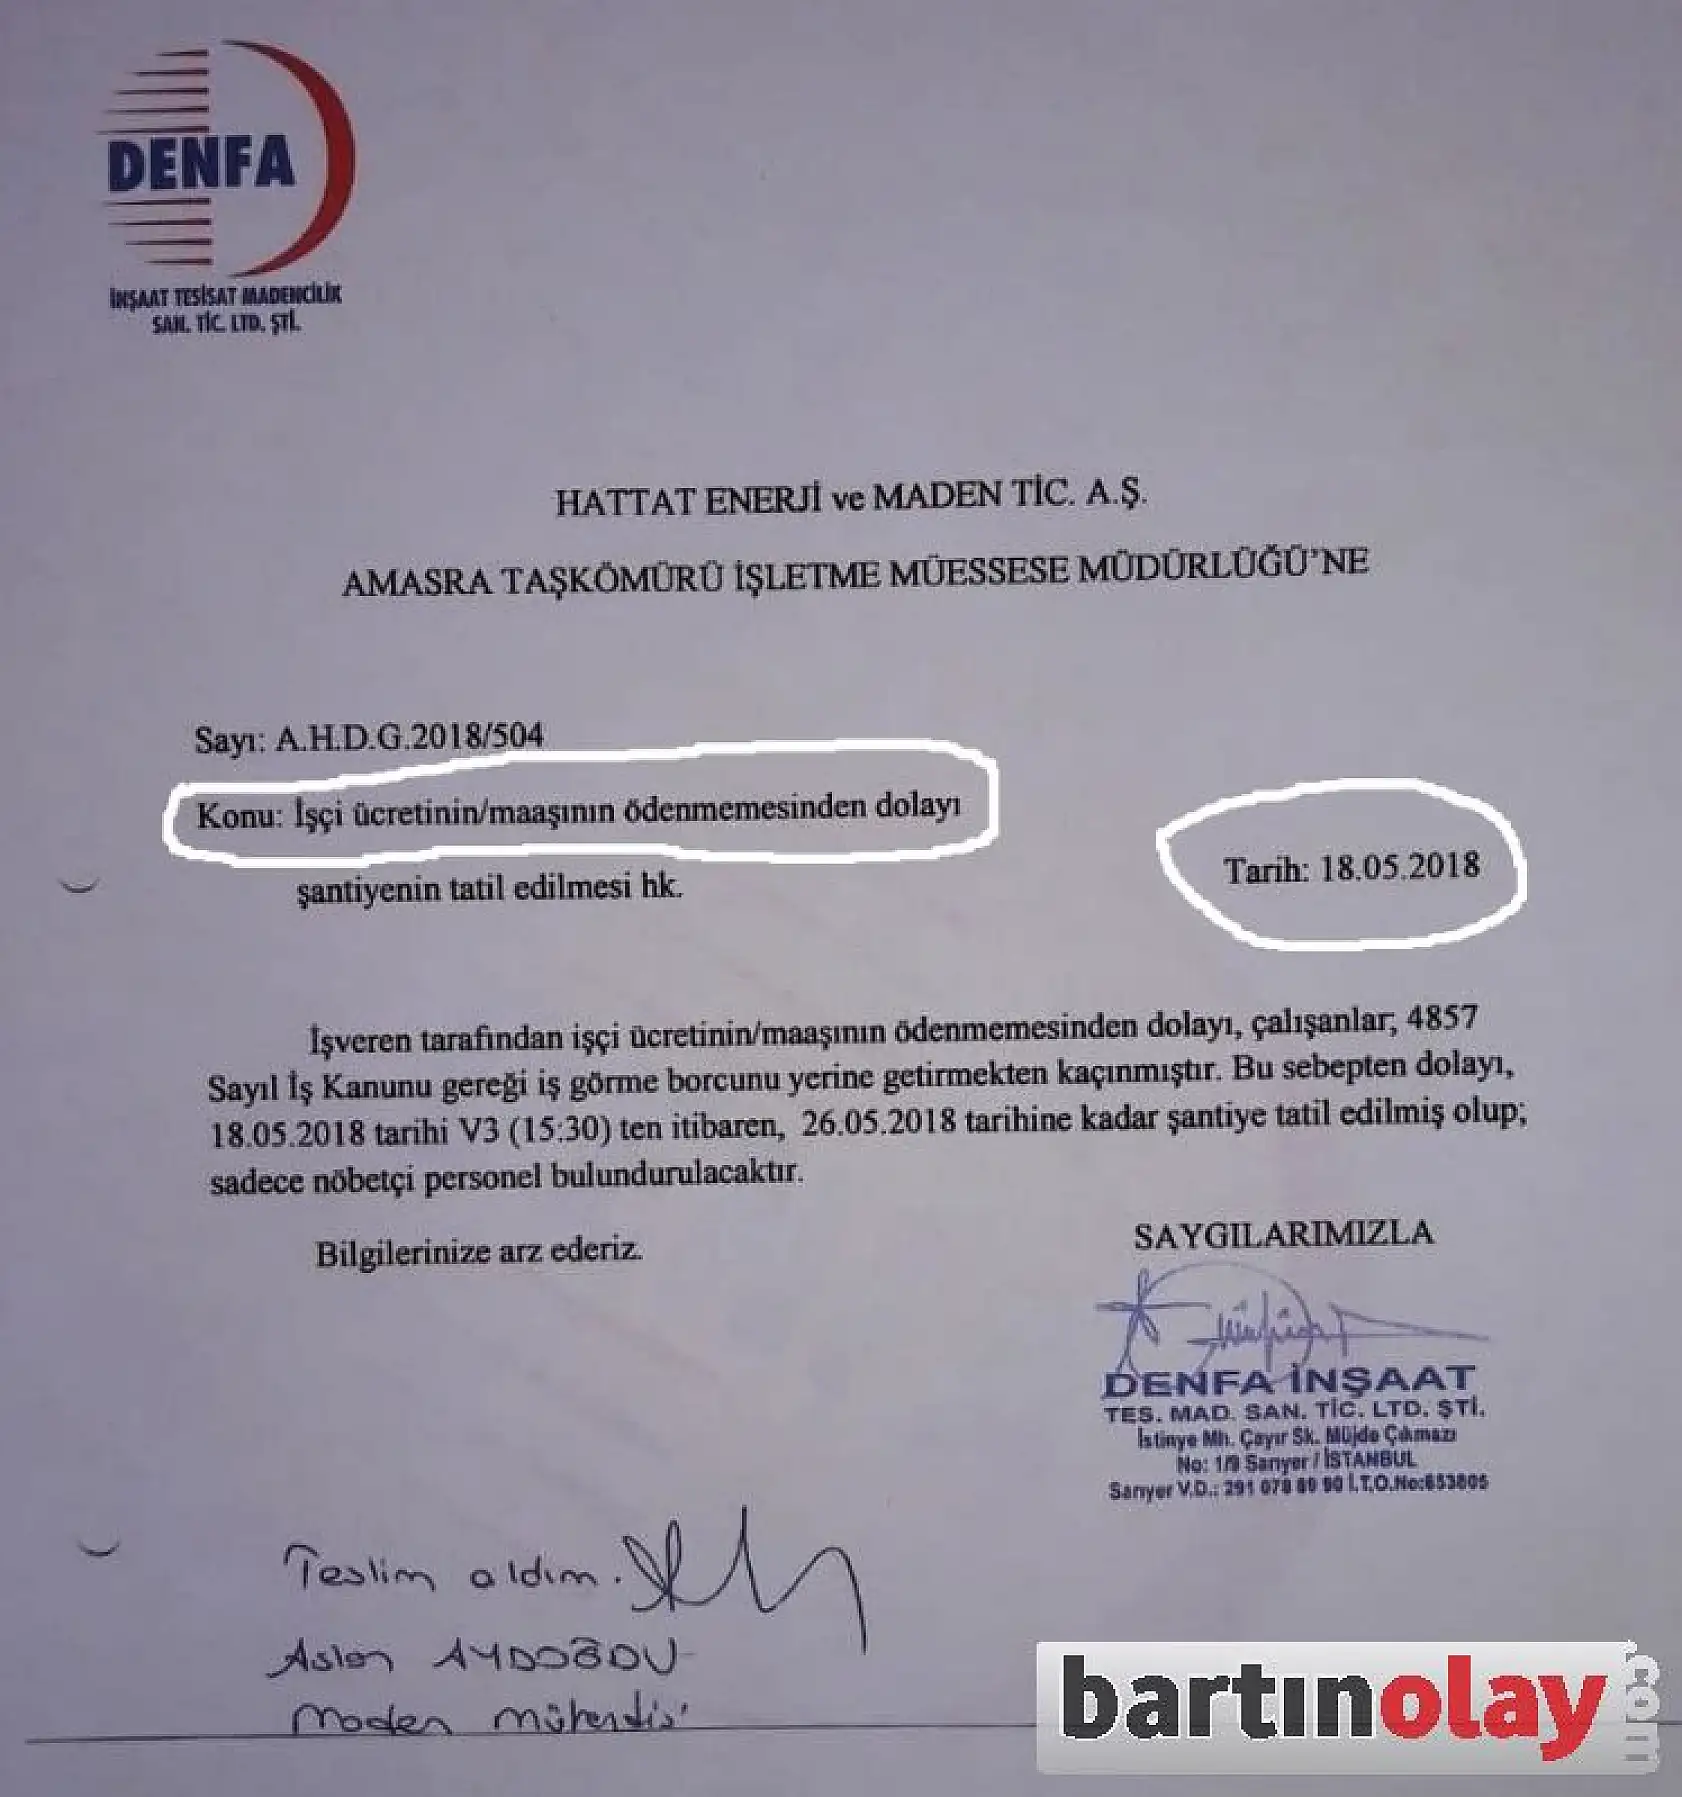 DENFA
İNŞAAT TESİSAT MADENCİLİK
SAN. TİC. LTD. ŞTİ.
HATTAT ENERJİ ve MADEN TİC. A.Ş.
AMASRA TAŞKÖMÜRÜ İŞLETME MÜESSESE MÜDÜRLÜĞÜ'NE
Sayı: A.H.D.G.2018/504
Konu: İşçi ücretinin/maaşının ödenmemesinden dolayı
şantiyenin tatil edilmesi hk.
Tarih: 18.05.2018
İşveren tarafından işçi ücretinin/maaşının ödenmemesinden dolayı, çalışanlar; 4857
Sayıl İş Kanunu gereği iş görme borcunu yerine getirmekten kaçınmıştır. Bu sebepten dolayı,
18.05.2018 tarihi V3 (15:30) ten itibaren, 26.05.2018 tarihine kadar şantiye tatil edilmiş olup;
sadece nöbetçi personel bulundurulacaktır.
Bilgilerinize arz ederiz.
SAYGILARIMIZLA
DENFA İNŞAAT
TES. MAD. SAN. TİC. LTD. ŞTİ.
İstinye Mh. Çayır Sk. Müjde Çıkmazı
No: 1/9 Sarıyer / İSTANBUL
Sarıyer V.D.: 291 078 İ.T.O.No:
Teslim aldım.
Aslan AYDOĞDU
Maden Mühendisi
bartınolay.com